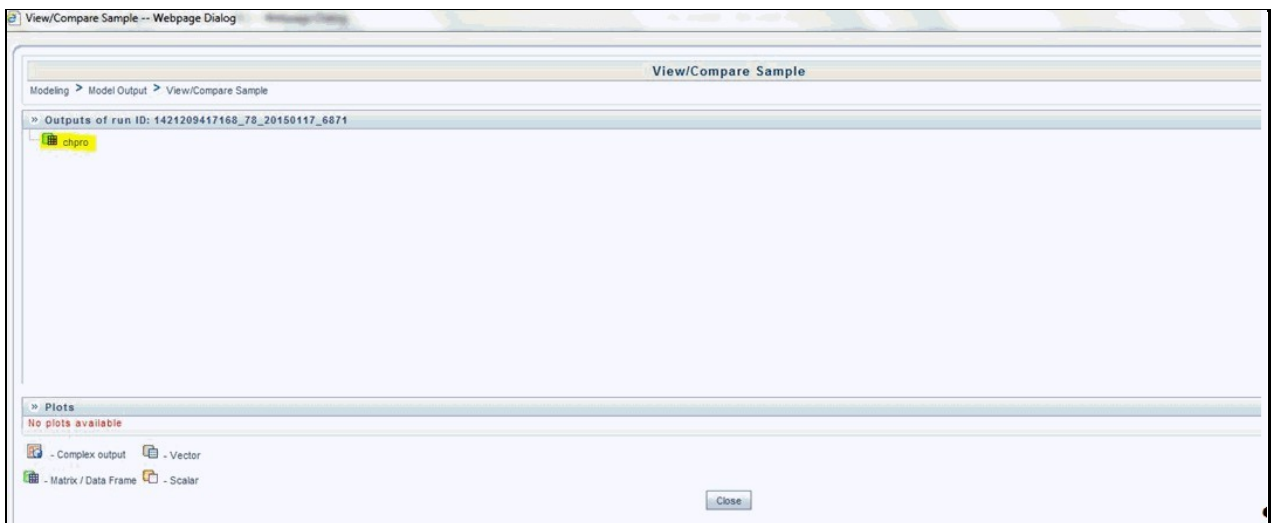 View/Compare Sample -- Webpage Dialog
View/Compare Sample
Modeling > Model Output > View/Compare Sample
» Outputs of run ID: 1421209417168_78_20150117_6871
chpro
» Plots
No plots available
- Complex output - Vector
- Matrix / Data Frame - Scalar
Close